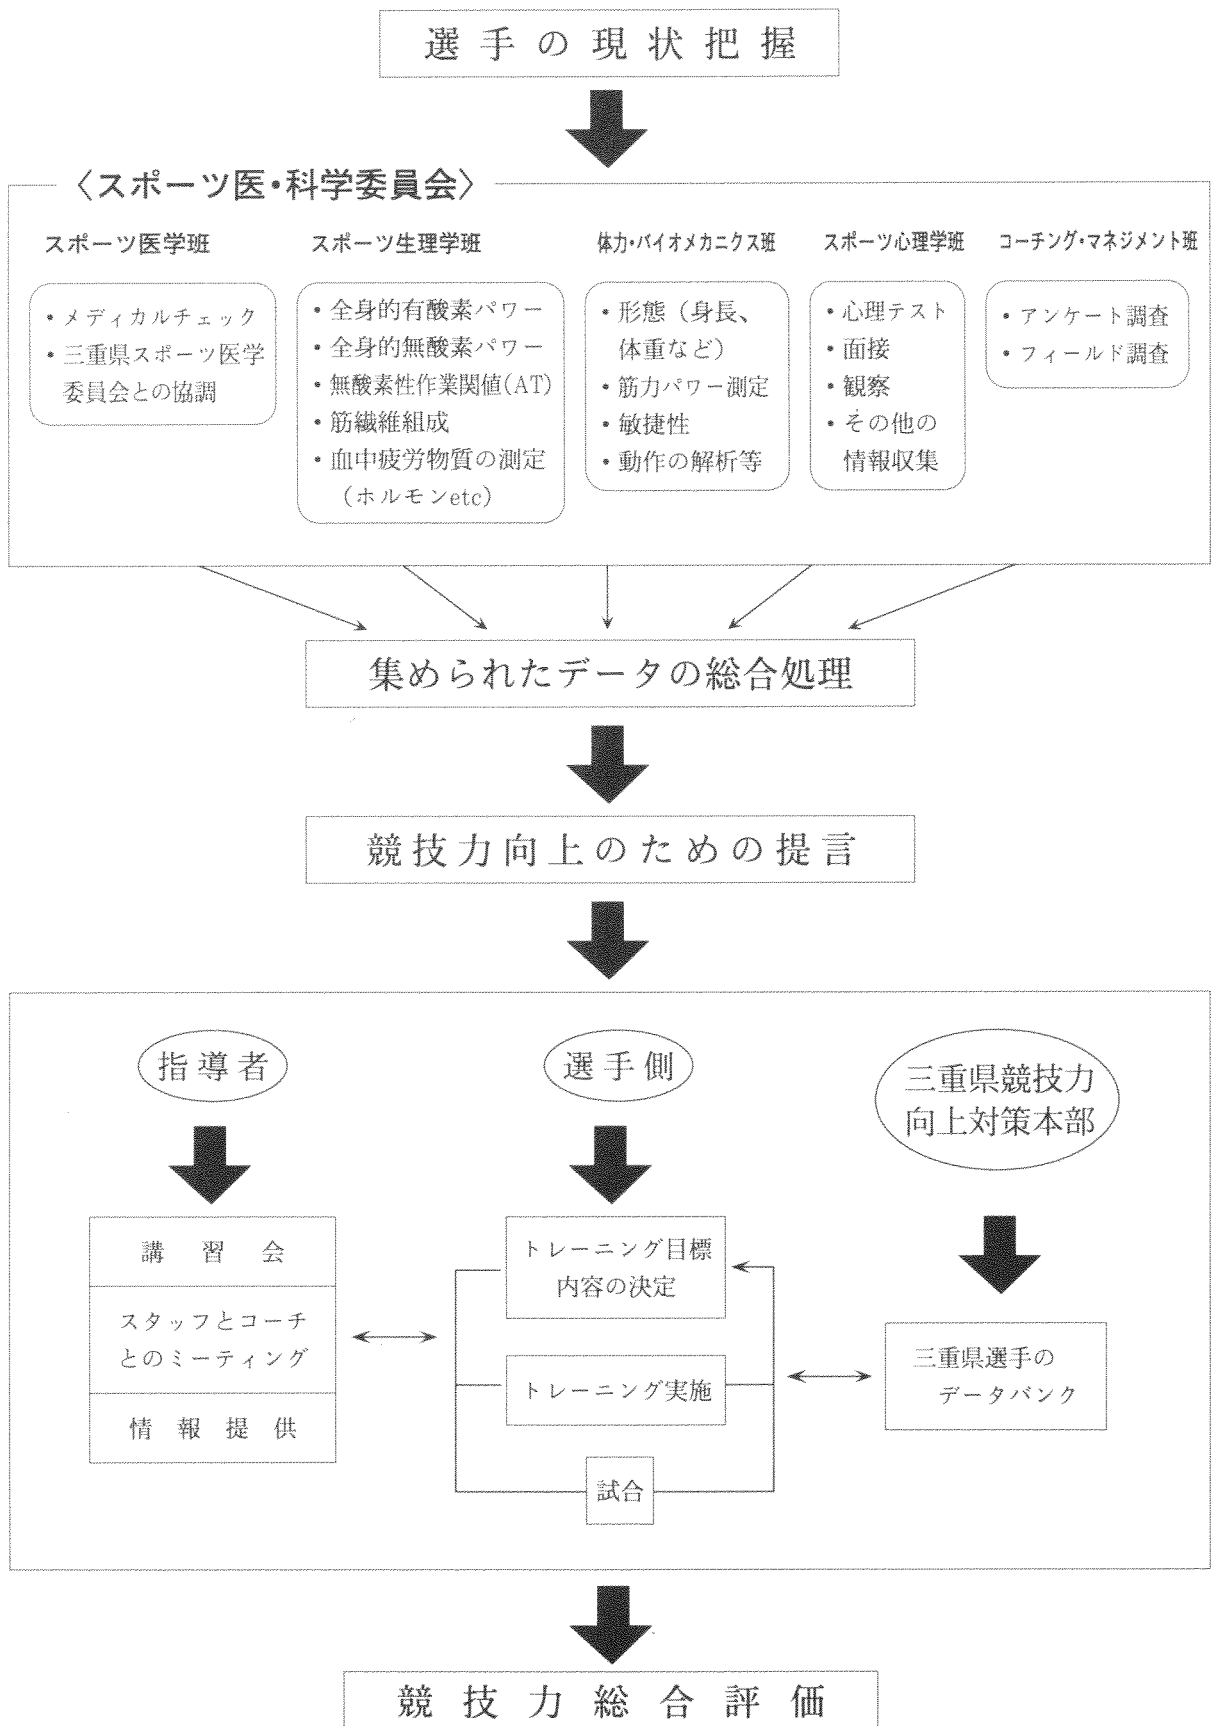 選手の現状把握
〈スポーツ医・科学委員会〉
スポーツ医学班
・メディカルチェック
・三重県スポーツ医学
委員会との協調
スポーツ生理学班
・全身的有酸素パワー
・全身的無酸素パワー
・無酸素性作業関値(AT)
・筋繊維組成
・血中疲労物質の測定
（ホルモンetc）
体力・バイオメカニクス班
・形態（身長、
体重など）
・筋力パワー測定
・敏捷性
・動作の解析等
スポーツ心理学班
・心理テスト
・面接
・観察
・その他の
情報収集
コーチング・マネジメント班
・アンケート調査
・フィールド調査
集められたデータの総合処理
競技力向上のための提言
指導者
講習会
スタッフとコーチ
とのミーティング
情報提供
選手側
トレーニング目標
内容の決定
トレーニング実施
試合
三重県競技力
向上対策本部
三重県選手の
データバンク
競技力総合評価